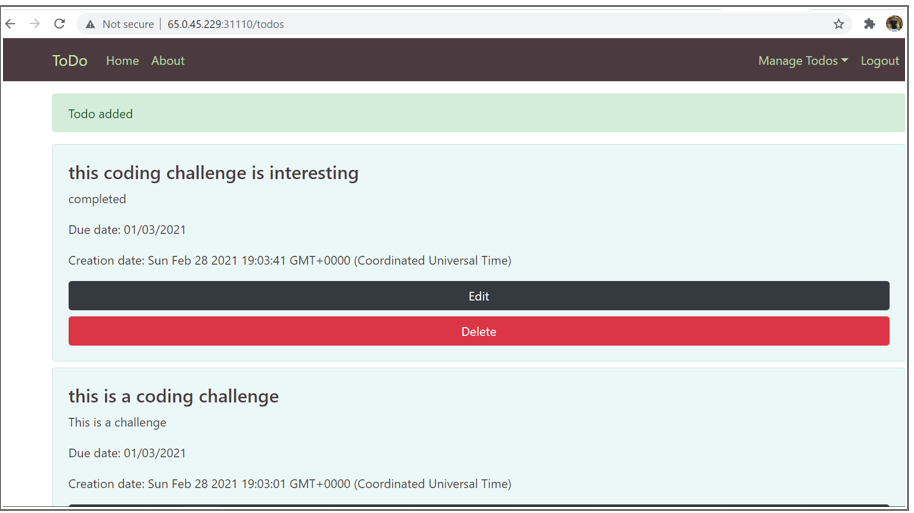 Not secure | 65.0.45.229:31110/todos
ToDo Home About Manage Todos Logout
Todo added
this coding challenge is interesting
completed
Due date: 01/03/2021
Creation date: Sun Feb 28 2021 19:03:41 GMT+0000 (Coordinated Universal Time)
Edit
Delete
this is a coding challenge
This is a challenge
Due date: 01/03/2021
Creation date: Sun Feb 28 2021 19:03:01 GMT+0000 (Coordinated Universal Time)